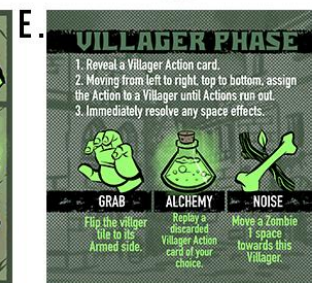 E.
VILLAGER PHASE
1. Reveal a Villager Action card.
2. Moving from left to right, top to bottom, assign
the Action to a Villager until Actions run out.
3. Immediately resolve any space effects.
GRAB
Flip the villger
tile to its
Armed side.
ALCHEMY
Replay a
discarded
Villager Action
card of your
choice.
NOISE
Move a Zombie
1 space
towards this
Villager.